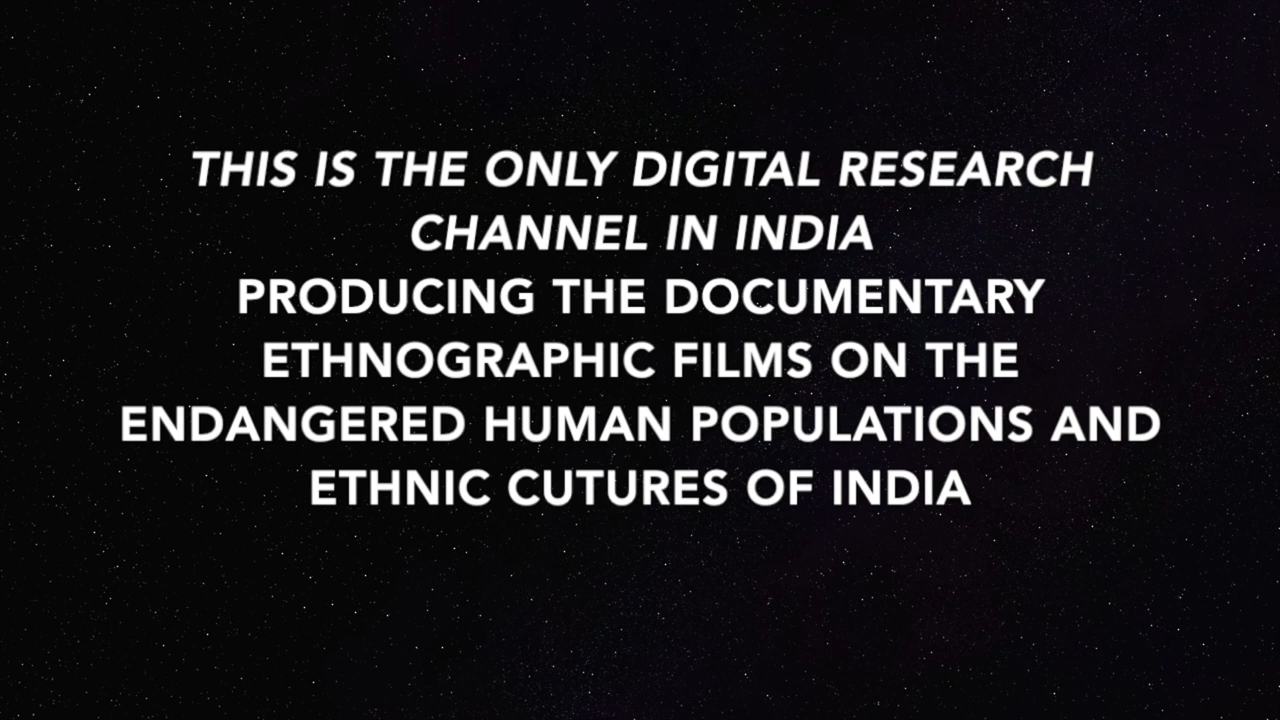 THIS IS THE ONLY DIGITAL RESEARCH
CHANNEL IN INDIA
PRODUCING THE DOCUMENTARY
ETHNOGRAPHIC FILMS ON THE
ENDANGERED HUMAN POPULATIONS AND
ETHNIC CUTURES OF INDIA